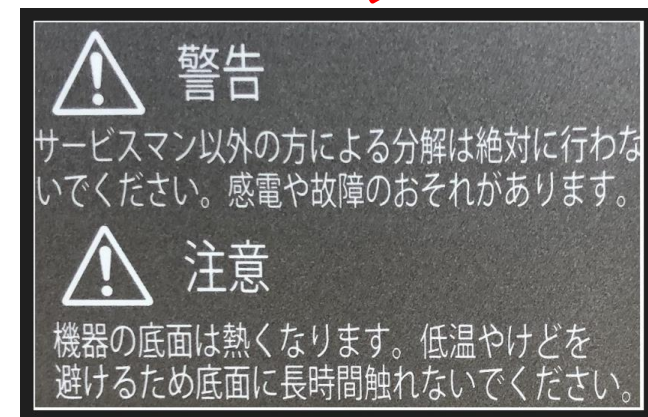 警告
サービスマン以外の方による分解は絶対に行わな
いでください。感電や故障のおそれがあります。
注意
機器の底面は熱くなります。低温やけどを
避けるため底面に長時間触れないでください。